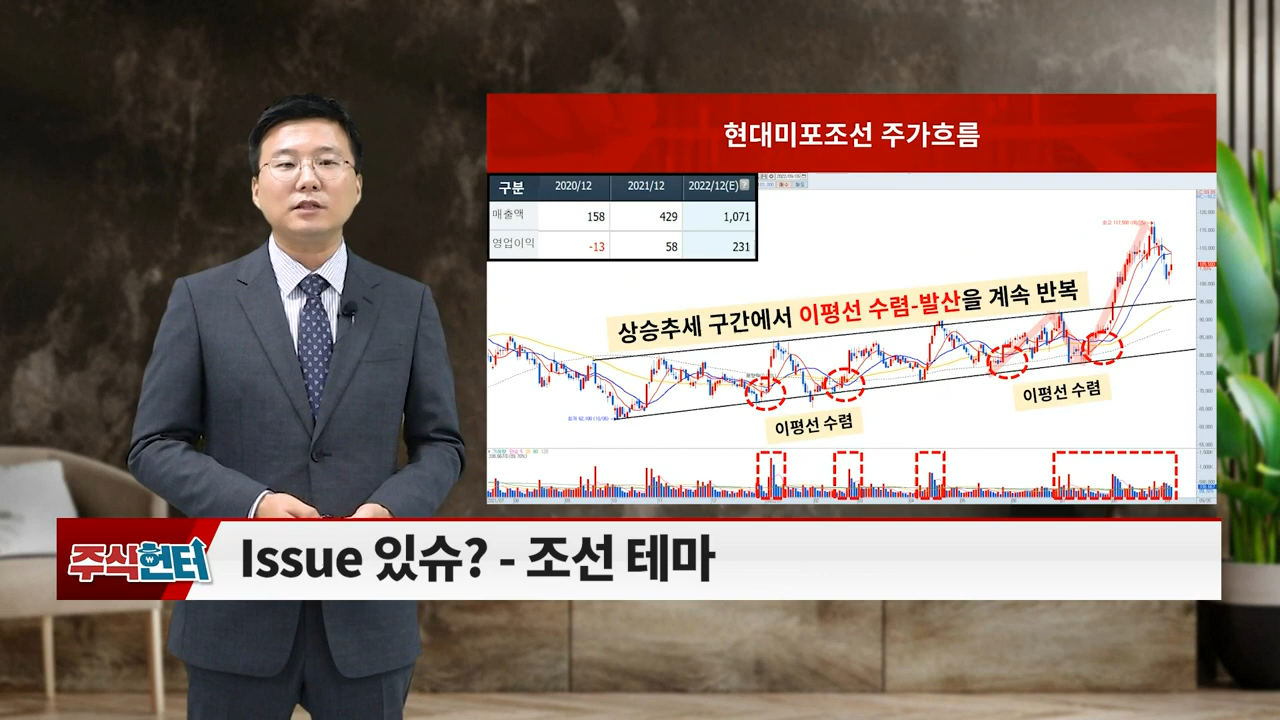 현대미포조선 주가흐름
구분 2020/12 2021/12 2022/12(E)
매출액 158 429 1,071
영업이익 -13 58 231
상승추세 구간에서 이평선 수렴-발산을 계속 반복
이평선 수렴
이평선 수렴
주식헌터
Issue 있슈? - 조선 테마